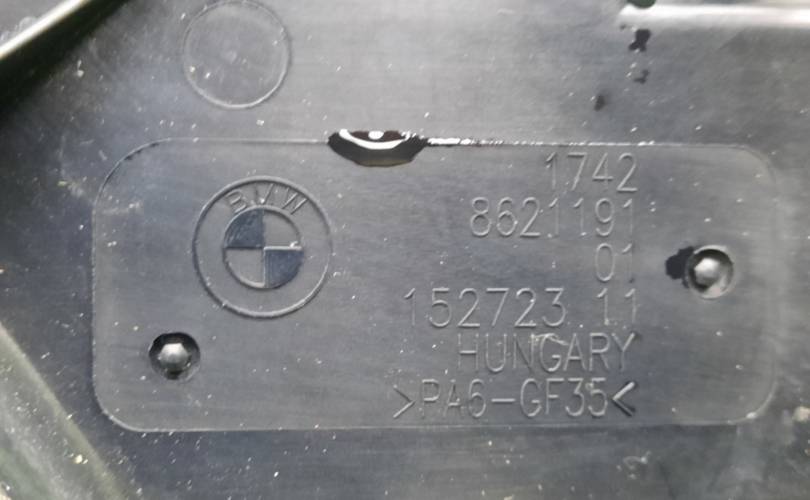 BMW
1742
8621191
01
152723 11
HUNGARY
>PA6-GF35<